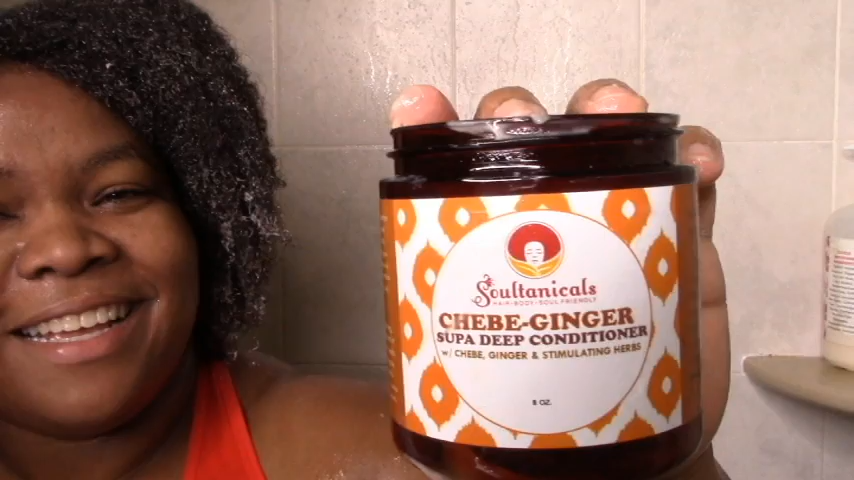 Soultanicals
HAIR-BODY-SOUL FRIENDLY
CHEBE-GINGER
SUPA DEEP CONDITIONER
w/ CHEBE, GINGER & STIMULATING HERBS
8 OZ.